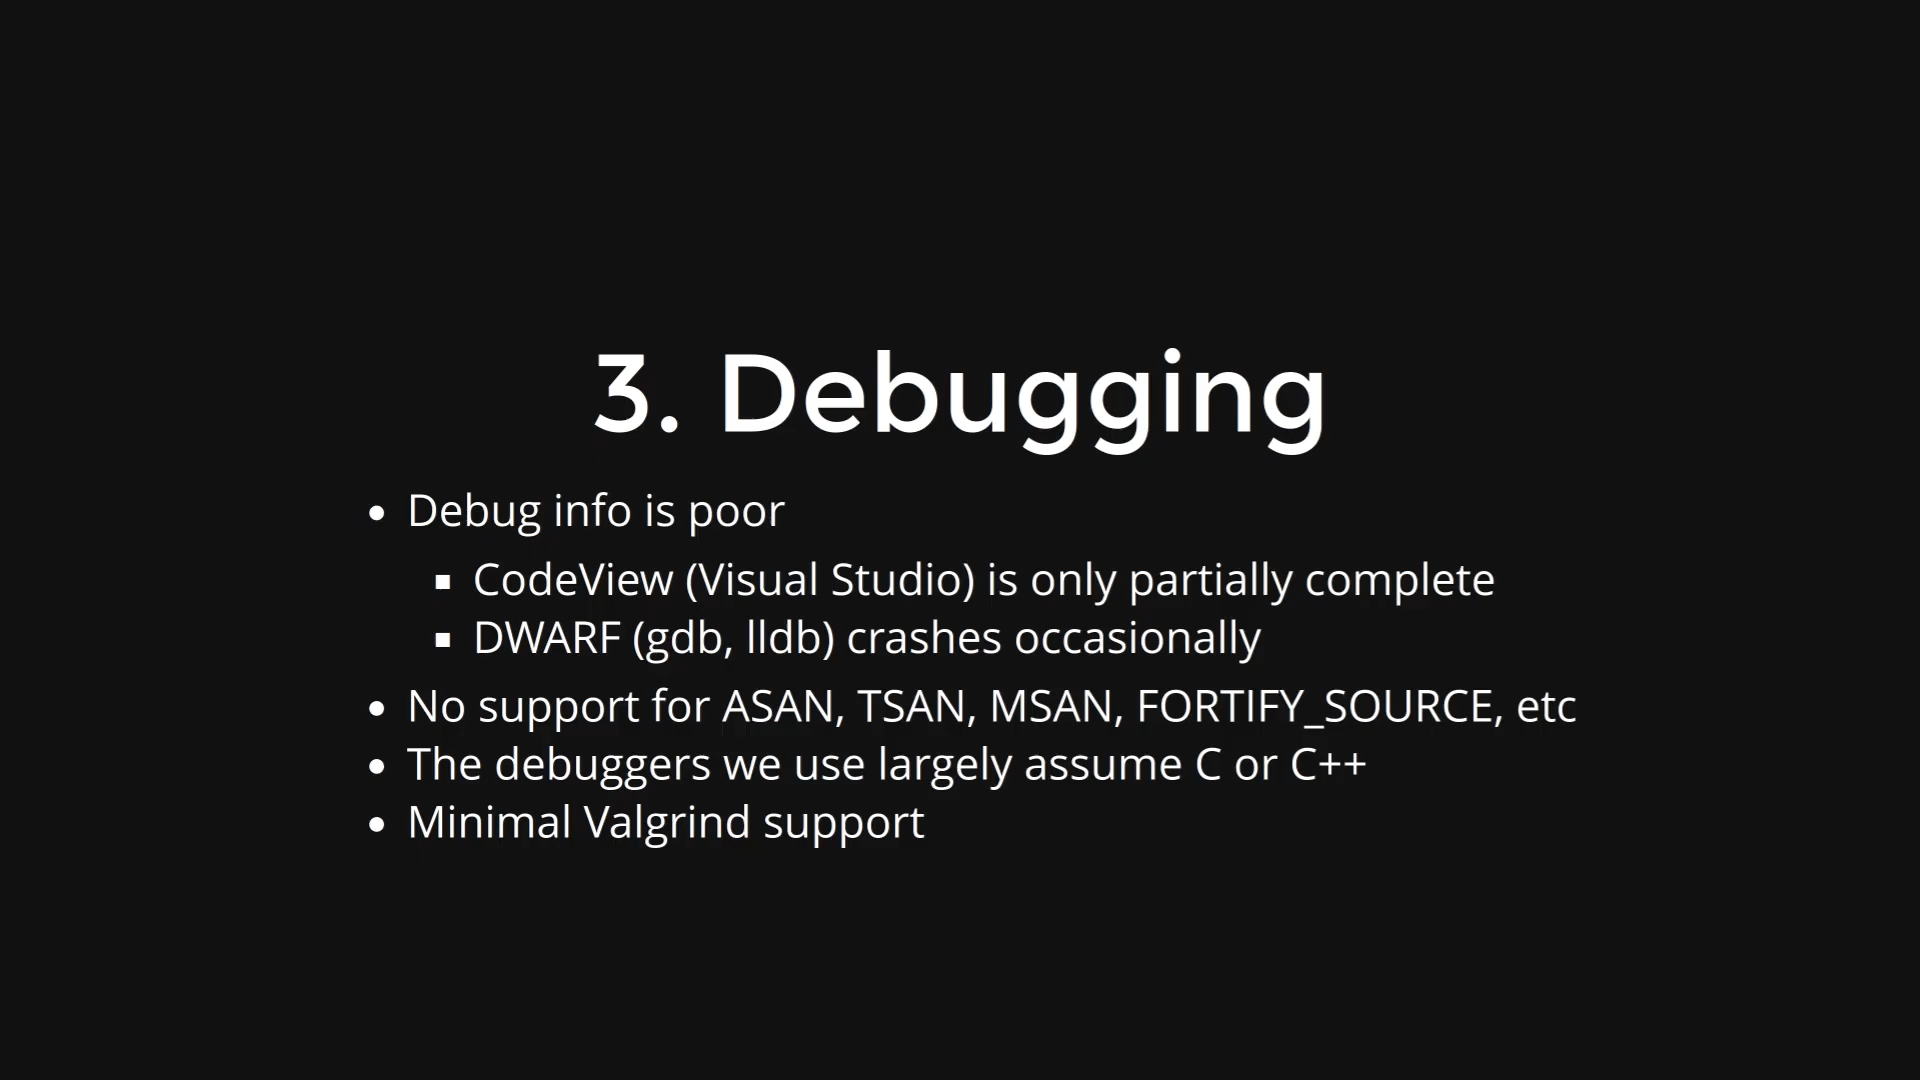 3. Debugging
Debug info is poor
CodeView (Visual Studio) is only partially complete
DWARF (gdb, lldb) crashes occasionally
No support for ASAN, TSAN, MSAN, FORTIFY_SOURCE, etc
The debuggers we use largely assume C or C++
Minimal Valgrind support